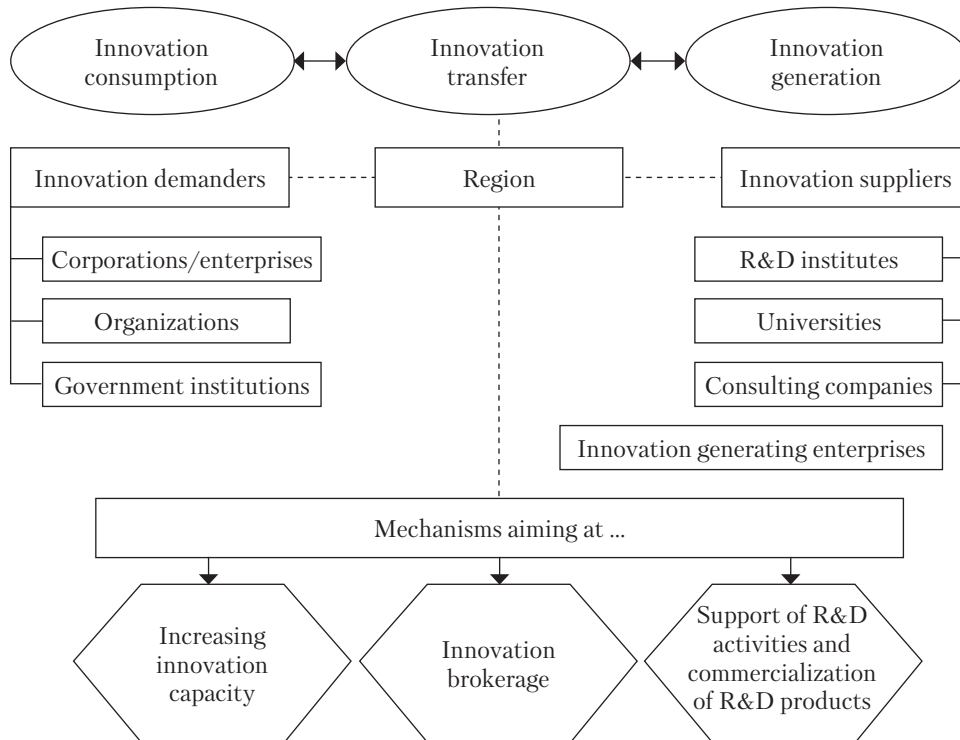 Innovation
consumption
Innovation
transfer
Innovation
generation
Innovation demanders
Region
Innovation suppliers
Corporations/enterprises
R&D institutes
Organizations
Universities
Government institutions
Consulting companies
Innovation generating enterprises
Mechanisms aiming at ...
Increasing
innovation
capacity
Innovation
brokerage
Support of R&D
activities and
commercialization
of R&D products